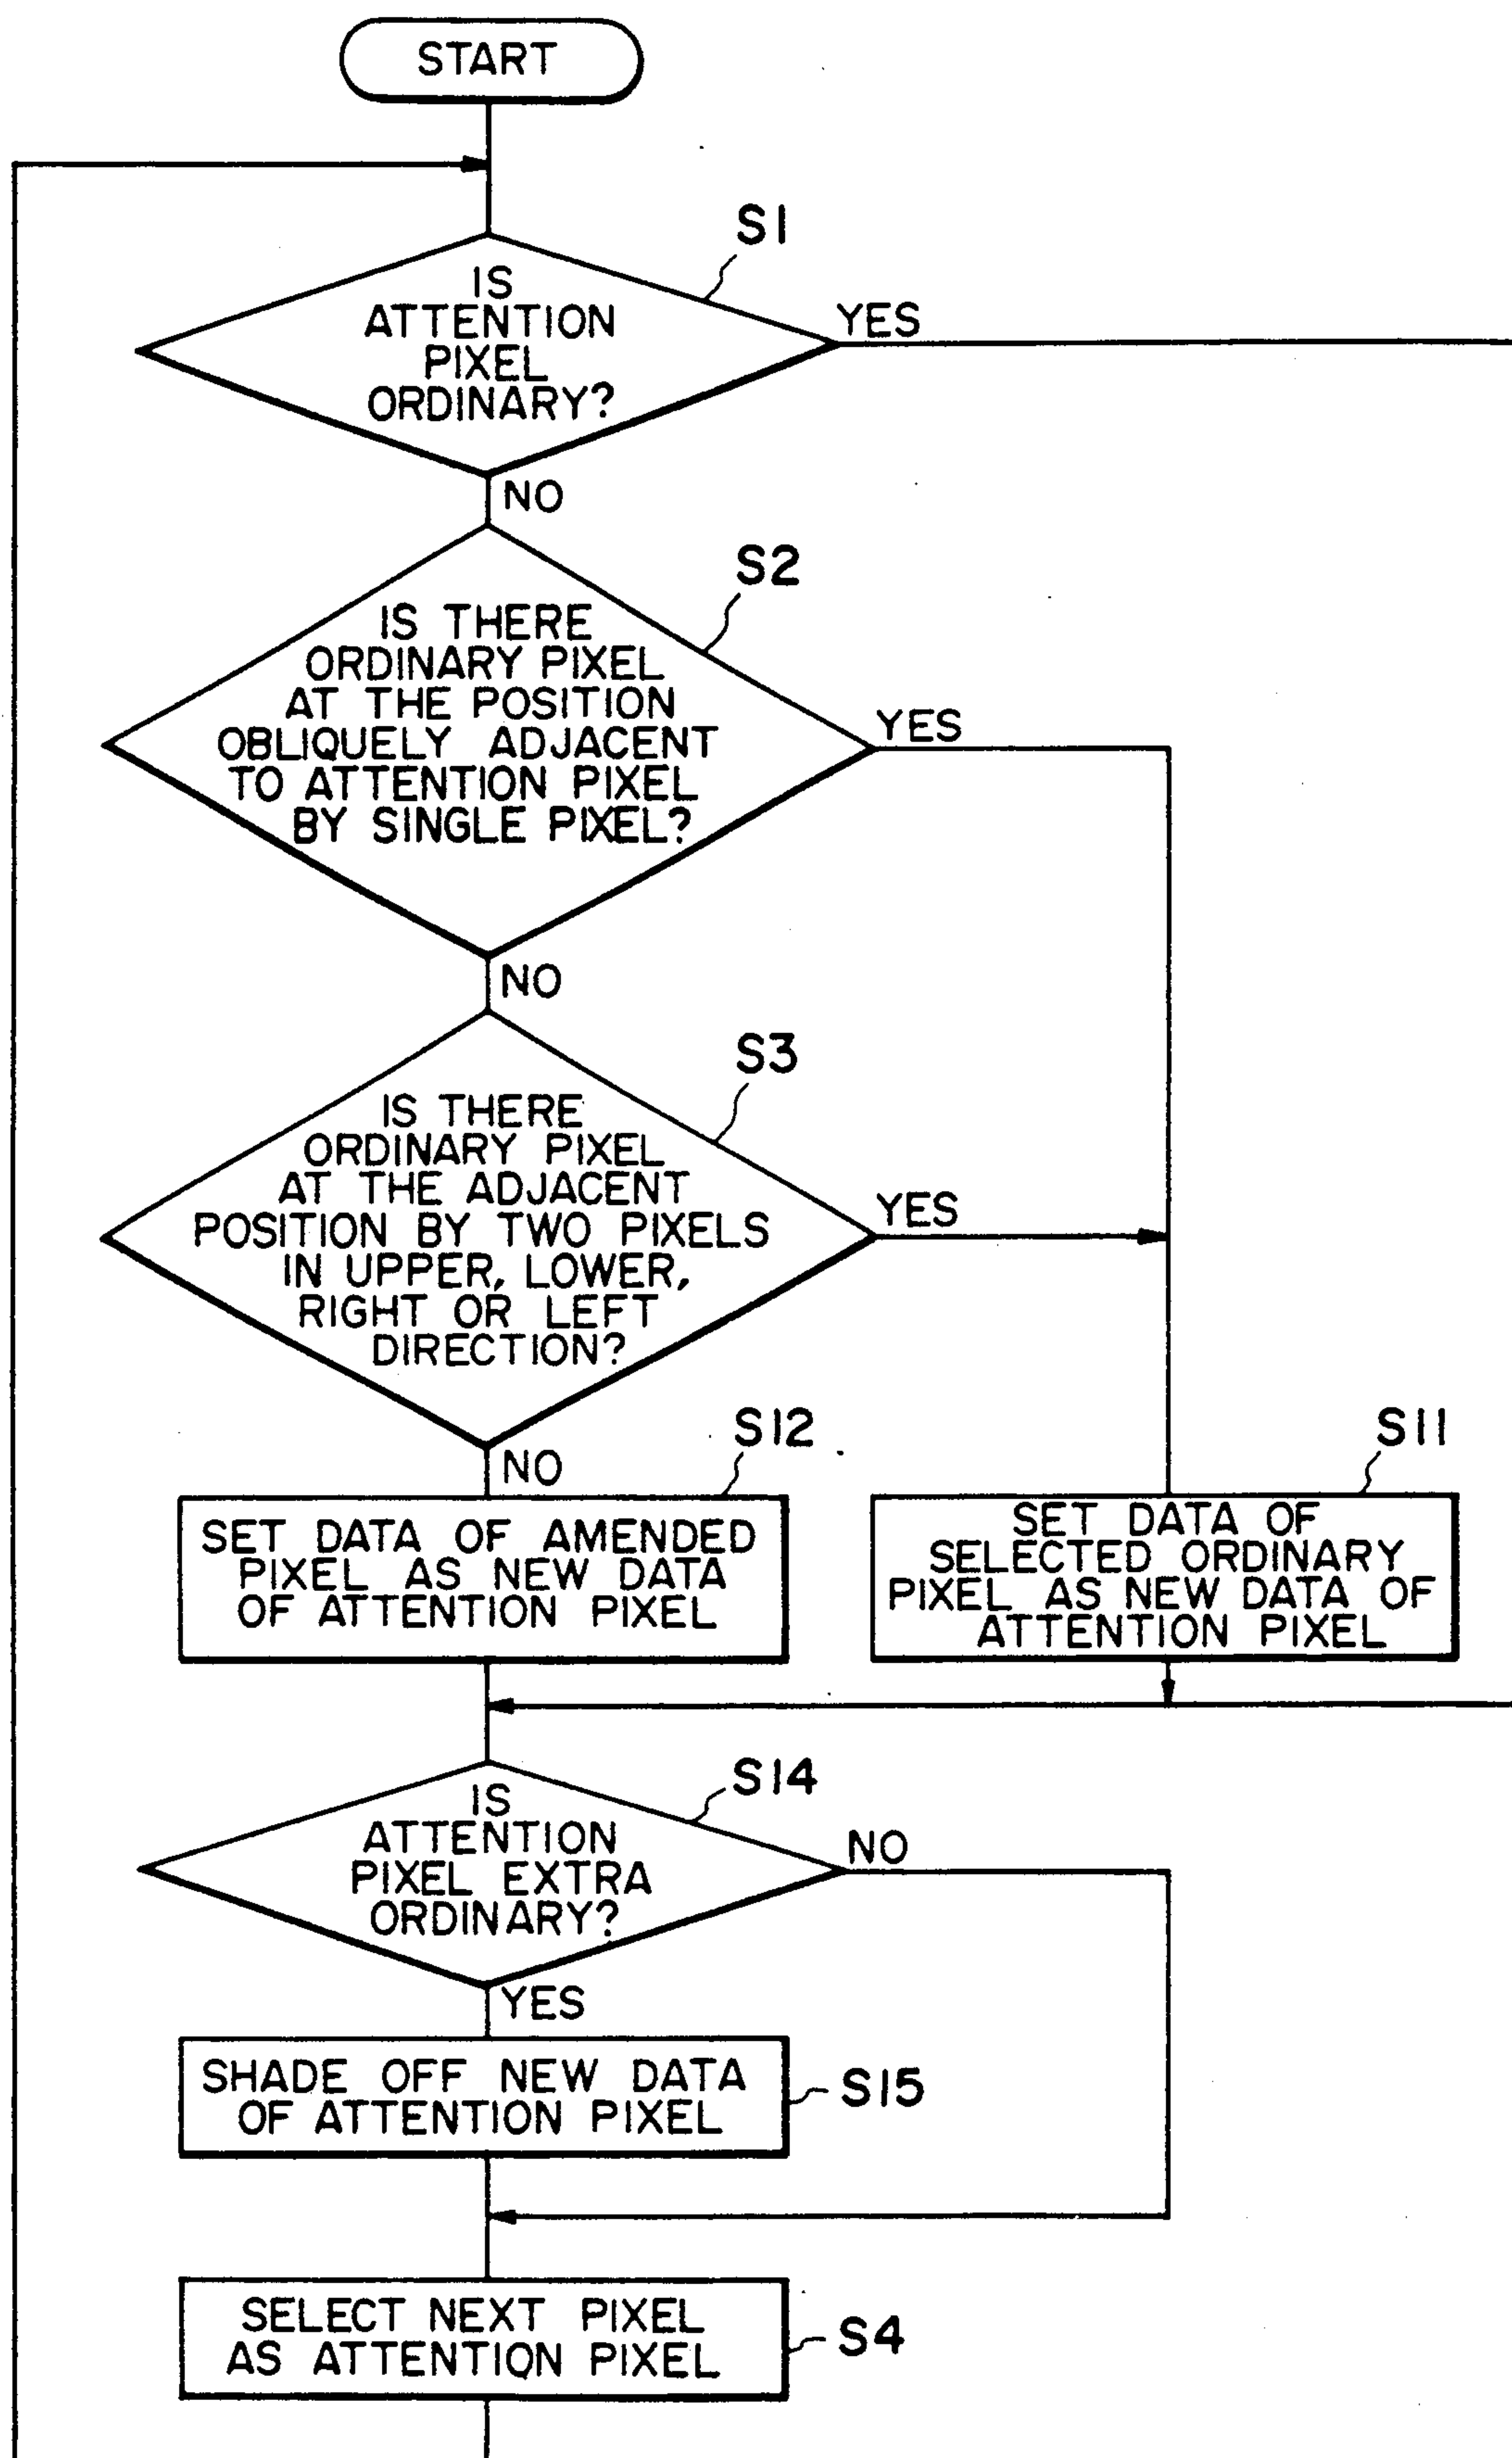 START
S1
IS
ATTENTION
PIXEL
ORDINARY?
YES
NO
S2
IS THERE
ORDINARY PIXEL
AT THE POSITION
OBLIQUELY ADJACENT
TO ATTENTION PIXEL
BY SINGLE PIXEL?
YES
NO
S3
IS THERE
ORDINARY PIXEL
AT THE ADJACENT
POSITION BY TWO PIXELS
IN UPPER, LOWER,
RIGHT OR LEFT
DIRECTION?
YES
NO
S12
SET DATA OF AMENDED
PIXEL AS NEW DATA
OF ATTENTION PIXEL
S11
SET DATA OF
SELECTED ORDINARY
PIXEL AS NEW DATA OF
ATTENTION PIXEL
S14
IS
ATTENTION
PIXEL EXTRA
ORDINARY?
NO
YES
SHADE OFF NEW DATA
OF ATTENTION PIXEL
S15
SELECT NEXT PIXEL
AS ATTENTION PIXEL
S4